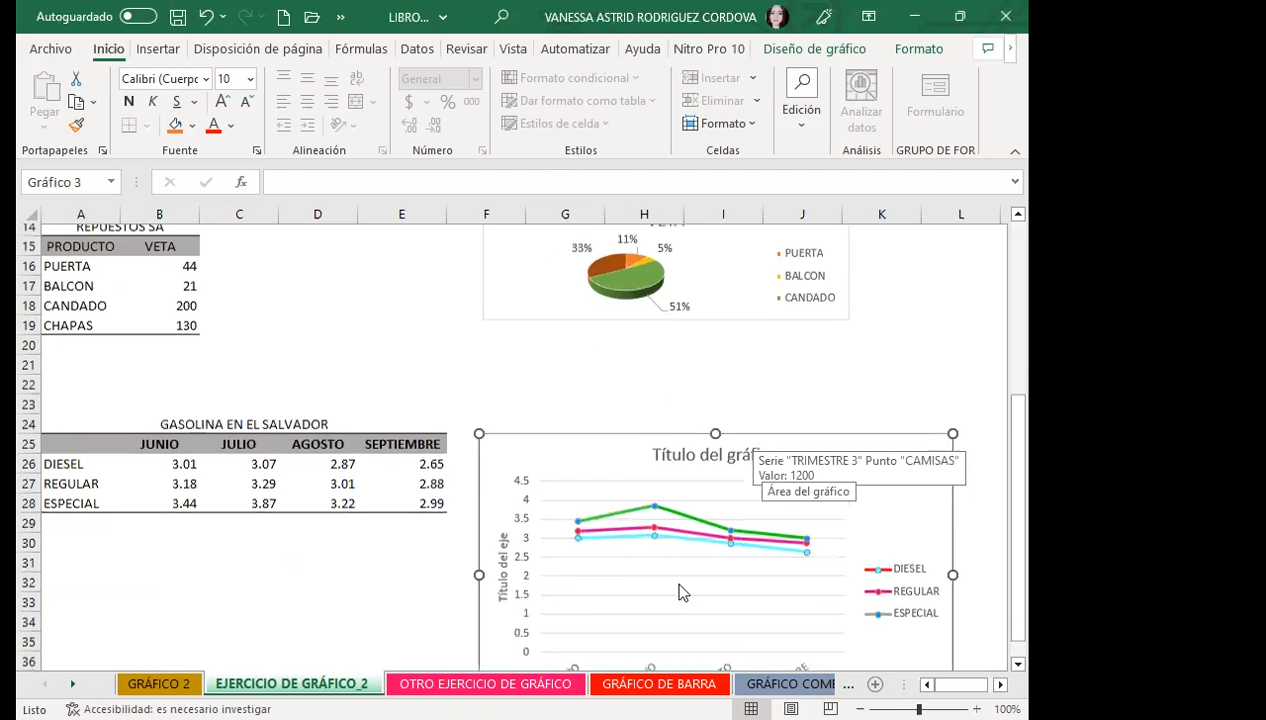 Autoguardado LIBRO... VANESSA ASTRID RODRIGUEZ CORDOVA
Archivo Inicio Insertar Disposición de página Fórmulas Datos Revisar Vista Automatizar Ayuda Nitro Pro 10 Diseño de gráfico Formato
Calibri (Cuerpo 10 General Formato condicional Insertar
Dar formato como tabla Eliminar
Pegar N K S $ % 000 Estilos de celda Formato Edición Analizar datos Formulario
Portapapeles Fuente Alineación Número Estilos Celdas Análisis GRUPO DE FOR
Gráfico 3 fx
A B C D E F G H I J K L
14 REPUESTOS SA
15 PRODUCTO VETA
16 PUERTA 44
17 BALCON 21
18 CANDADO 200
19 CHAPAS 130
20
21
22
23
24 GASOLINA EN EL SALVADOR
25 JUNIO JULIO AGOSTO SEPTIEMBRE
26 DIESEL 3.01 3.07 2.87 2.65
27 REGULAR 3.18 3.29 3.01 2.88
28 ESPECIAL 3.44 3.87 3.22 2.99
29
30
31
32
33
34
35
36
33% 11% 5%
51%
PUERTA
BALCON
CANDADO
Título del gráfi
Serie "TRIMESTRE 3" Punto "CAMISAS"
Valor: 1200
Área del gráfico
4.5
4
3.5
3
2.5
2
1.5
1
0.5
0
Título del eje
DIESEL
REGULAR
ESPECIAL
GRÁFICO 2 EJERCICIO DE GRÁFICO_2 OTRO EJERCICIO DE GRÁFICO GRÁFICO DE BARRA GRÁFICO COME ...
Listo Accesibilidad: es necesario investigar 100%